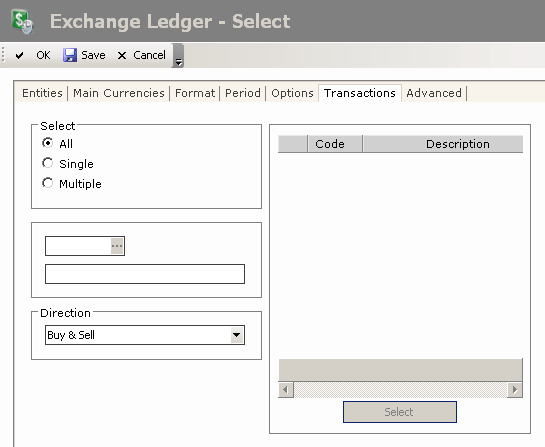 Exchange Ledger - Select
OK Save Cancel
Entities Main Currencies Format Period Options Transactions Advanced
Select
All
Single
Multiple
...
Direction
Buy & Sell
Code Description
Select